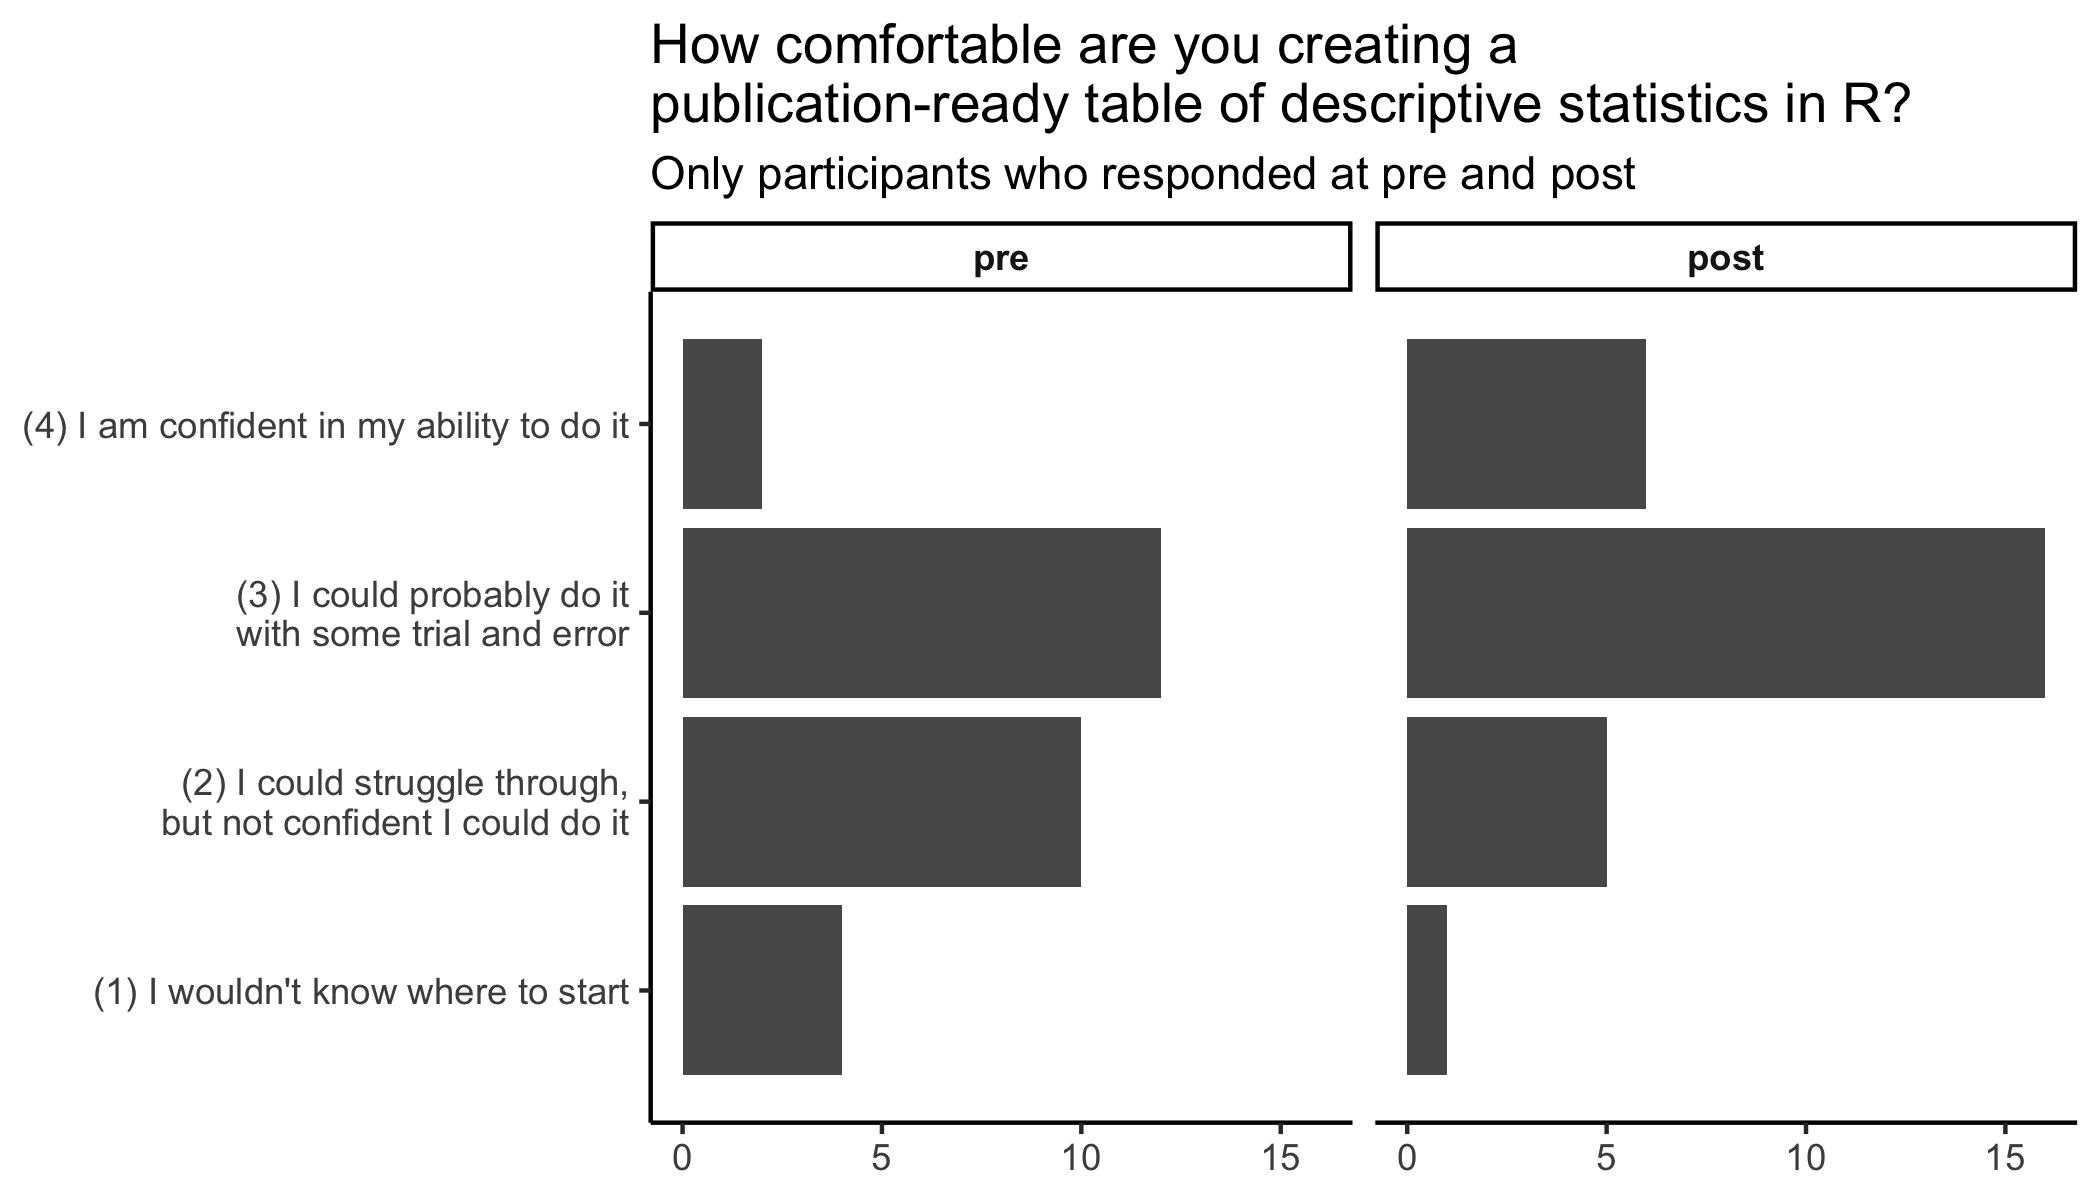 How comfortable are you creating a
publication-ready table of descriptive statistics in R?
Only participants who responded at pre and post
pre
post
(4) I am confident in my ability to do it
(3) I could probably do it
with some trial and error
(2) I could struggle through,
but not confident I could do it
(1) I wouldn't know where to start
0 5 10 15
0 5 10 15